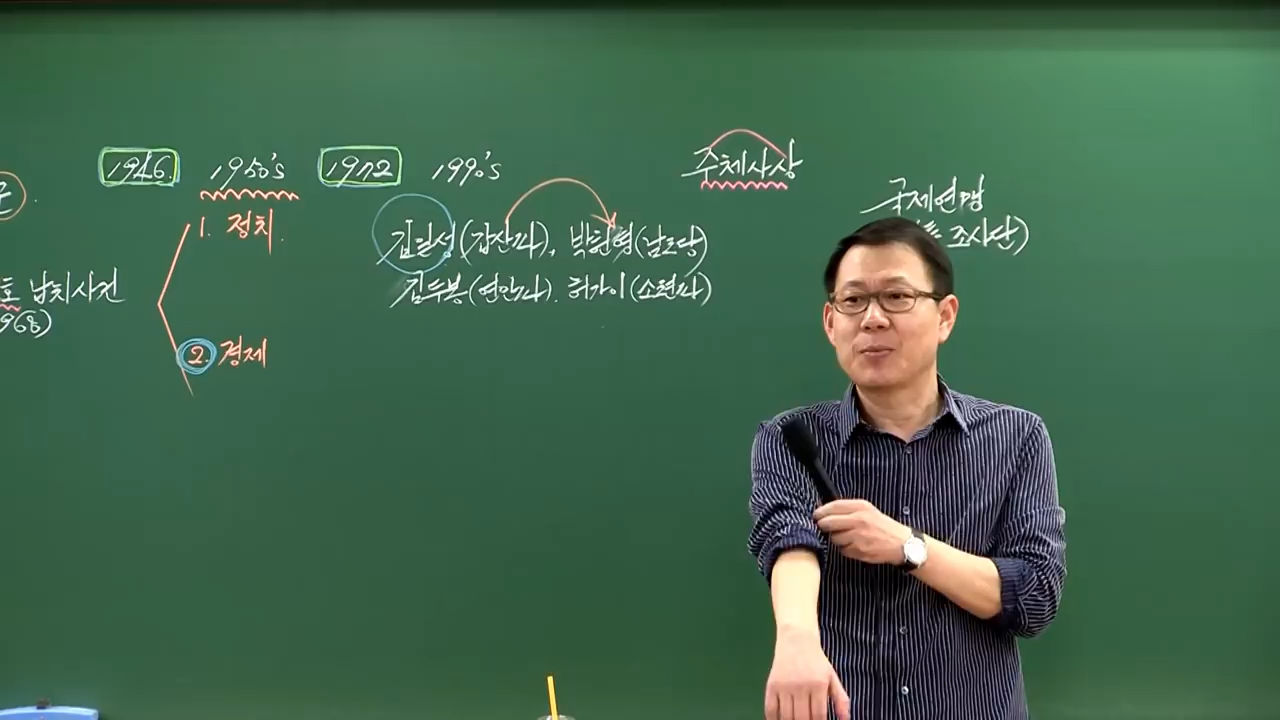 1946. 1950's 1972 1990's 주체사상
1. 정치.
국제연맹
김일성(갑산파), 박헌영(남로당)
조사단)
김두봉(연안파). 허가이(소련파)
호 납치사건
968)
2. 경제